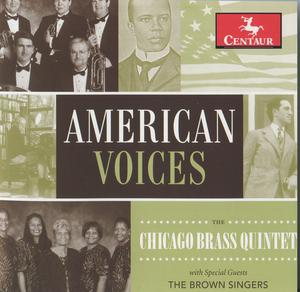 CENTAUR
AMERICAN
VOICES
THE
CHICAGO BRASS QUINTET
with Special Guests
THE BROWN SINGERS